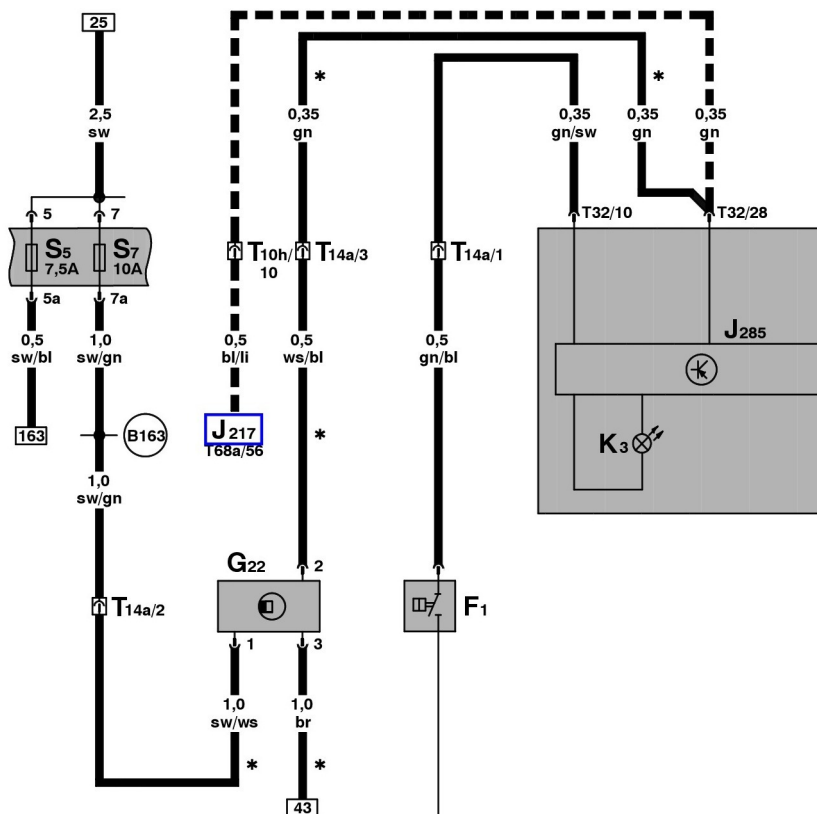 25
2,5
sw
0,35
gn
*
0,35
gn/sw
0,35
gn
*
0,35
gn
5
7
T32/10
T32/28
S5
7,5A
S7
10A
T10h/
10
T14a/3
T14a/1
5a
7a
0,5
sw/bl
1,0
sw/gn
0,5
bl/li
0,5
ws/bl
0,5
gn/bl
J285
163
B163
J217
T68a/56
*
K3
1,0
sw/gn
G22
2
T14a/2
F1
1
3
1,0
sw/ws
1,0
br
*
*
43